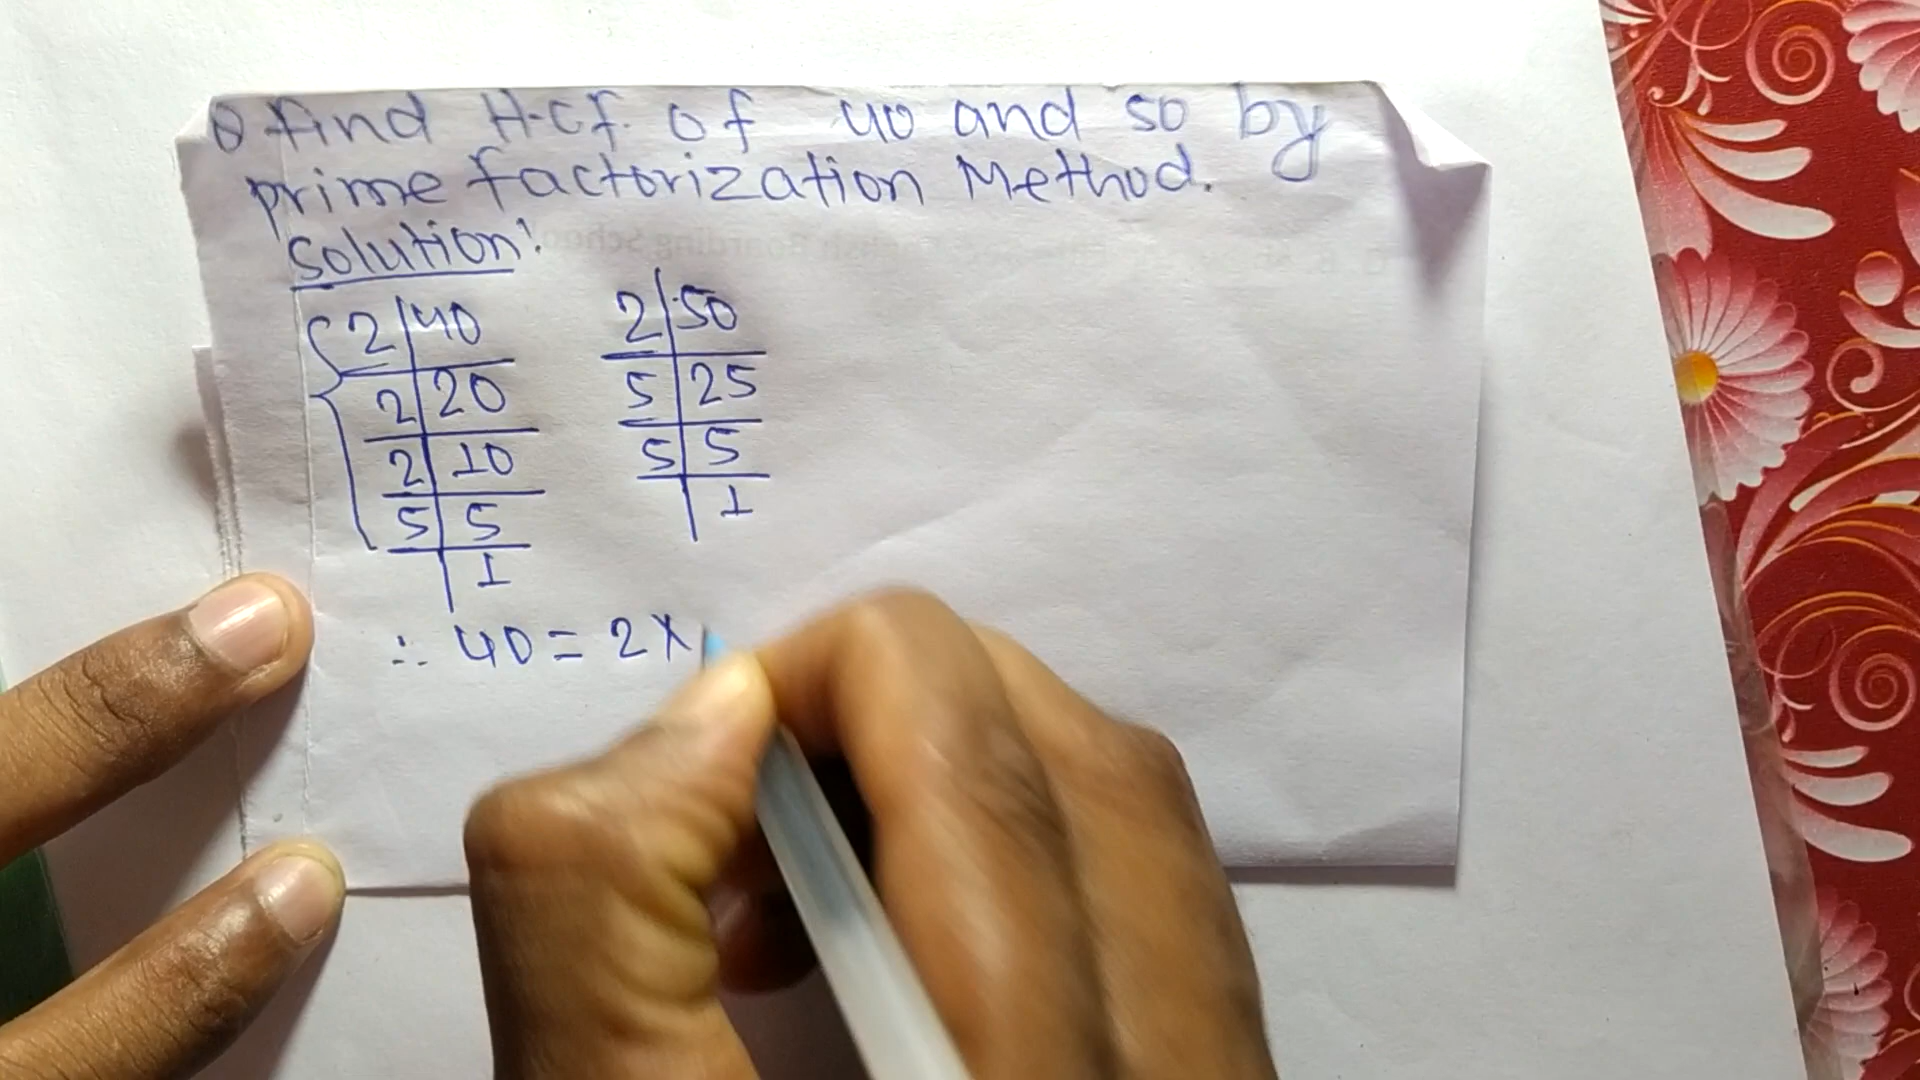 Q find H.C.F. of 40 and 50 by
prime factorization Method.
Solution:
2 40
2 20
2 10
5 5
1
2 50
5 25
5 5
1
∴ 40 = 2 ×